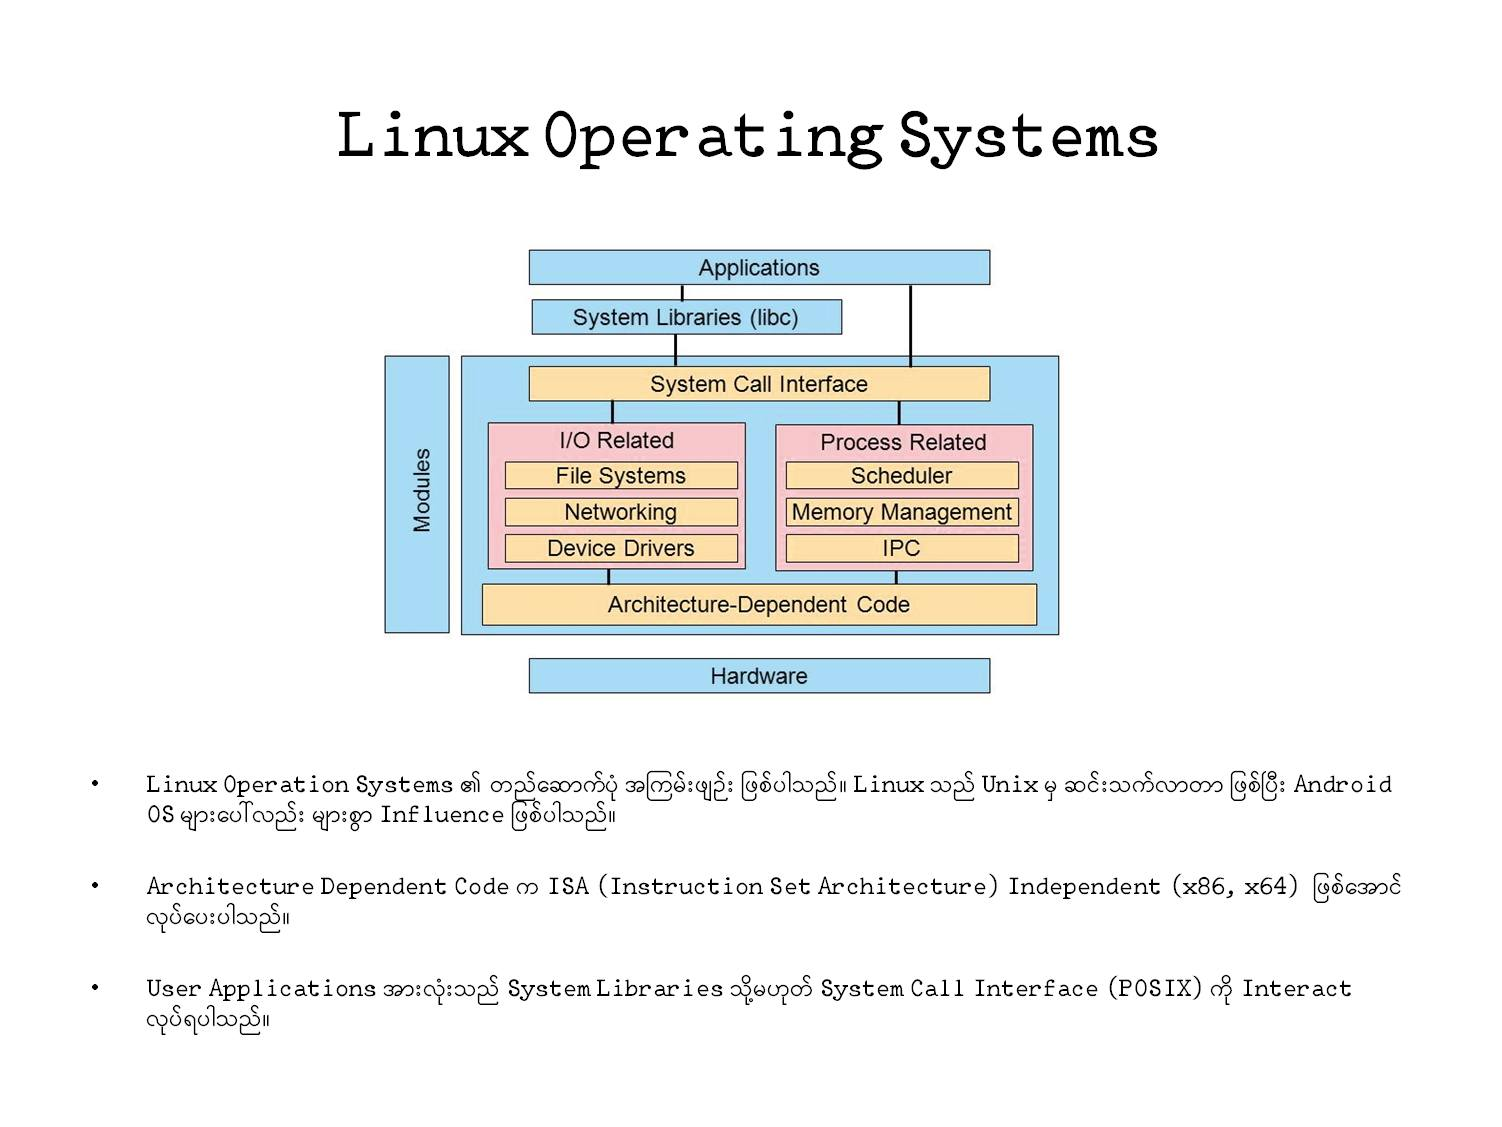 Linux Operating Systems
Applications
System Libraries (libc)
System Call Interface
Modules
I/O Related
File Systems
Networking
Device Drivers
Process Related
Scheduler
Memory Management
IPC
Architecture-Dependent Code
Hardware
• Linux Operation Systems ၏ တည်ဆောက်ပုံ အကြမ်းဖျဉ်း ဖြစ်ပါသည်။ Linux သည် Unix မှ ဆင်းသက်လာတာ ဖြစ်ပြီး Android
OS များပေါ်လည်း များစွာ Influence ဖြစ်ပါသည်။
• Architecture Dependent Code က ISA (Instruction Set Architecture) Independent (x86, x64) ဖြစ်အောင်
လုပ်ပေးပါသည်။
• User Applications အားလုံးသည် System Libraries သို့မဟုတ် System Call Interface (POSIX) ကို Interact
လုပ်ရပါသည်။